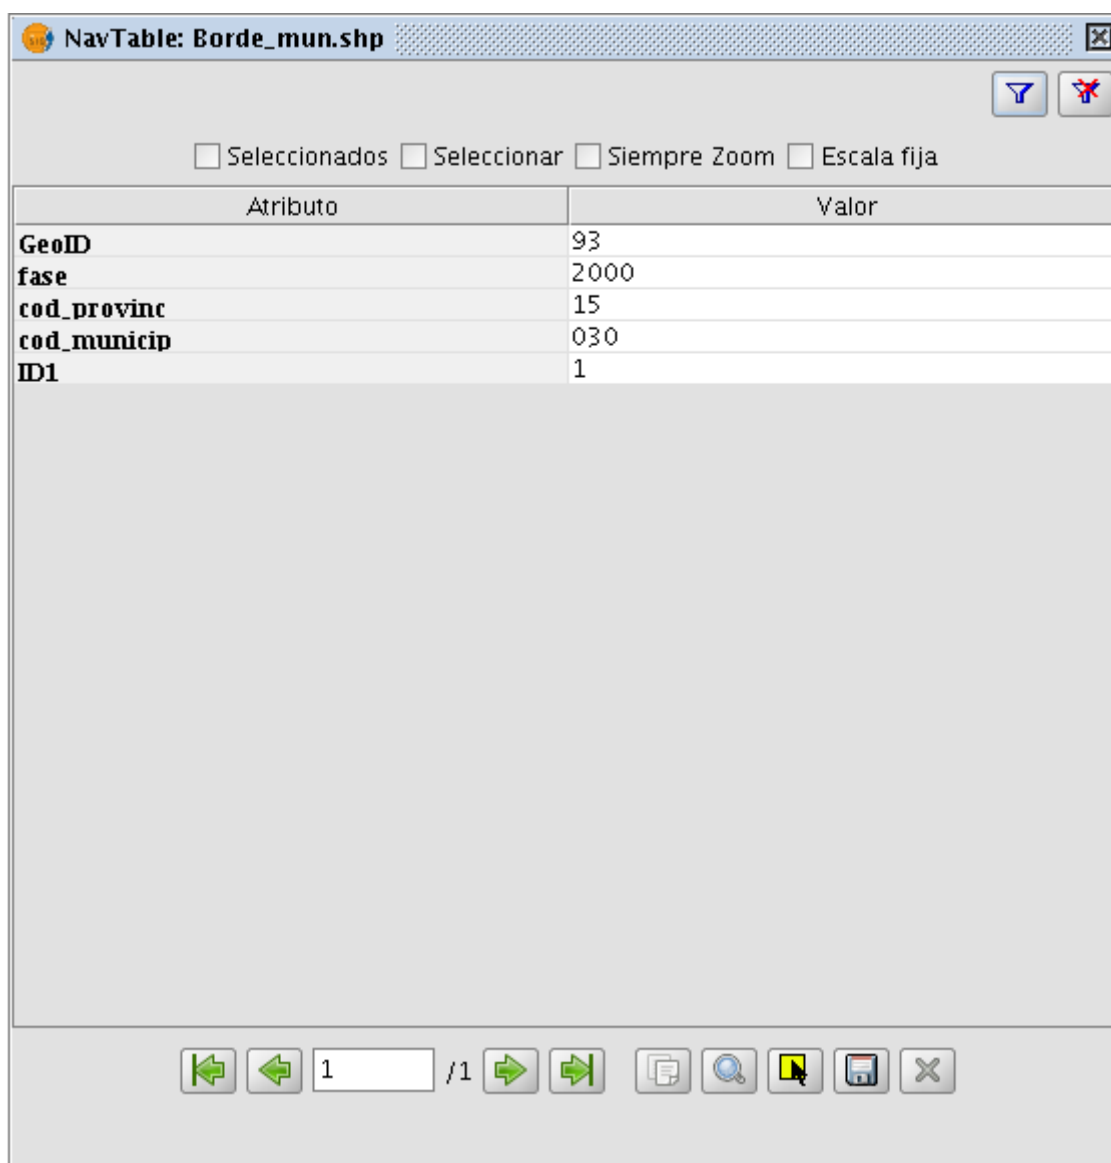 NavTable: Borde_mun.shp
Seleccionados Seleccionar Siempre Zoom Escala fija
Atributo Valor
GeoID 93
fase 2000
cod_provinc 15
cod_municip 030
ID1 1
1 /1